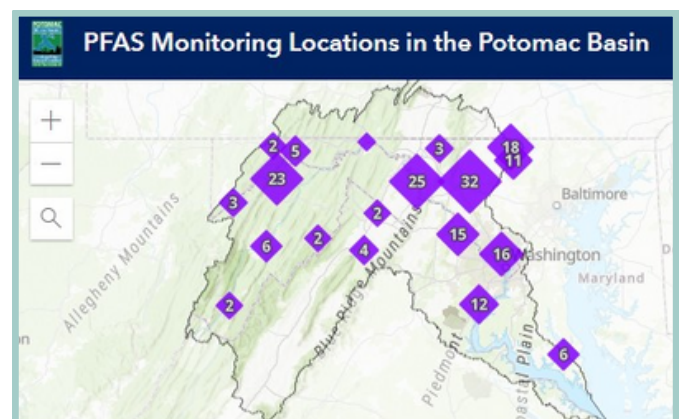 POTOMAC
PFAS Monitoring Locations in the Potomac Basin
+
−
2
5
3
18
11
23
25
32
3
Baltimore
2
15
6
2
4
16
Washington
Maryland
Allegheny Mountains
Blue Ridge Mountains
2
12
Piedmont
Coastal Plain
6